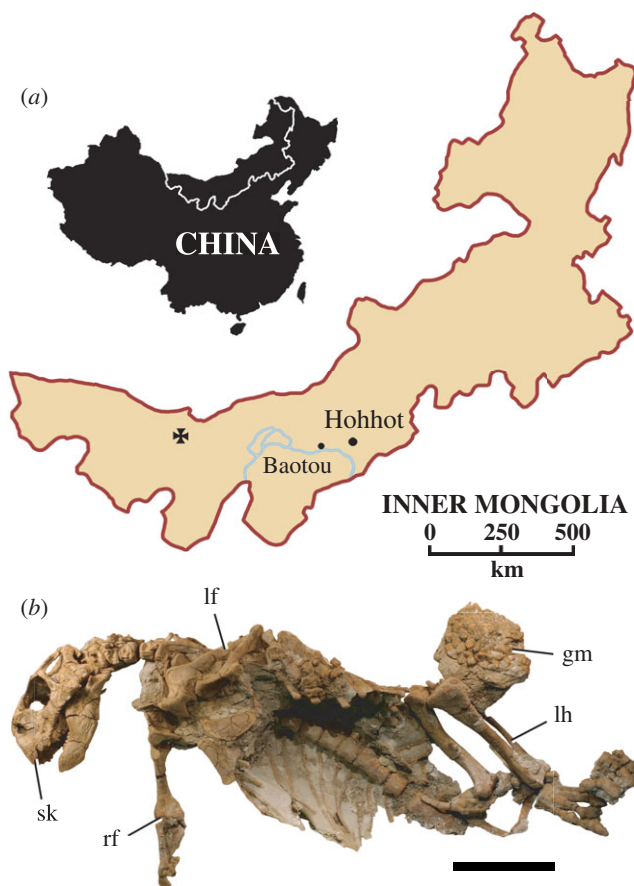 (a)
CHINA
Hohhot
Baotou
INNER MONGOLIA
0 250 500
km
(b)
lf
gm
lh
sk
rf